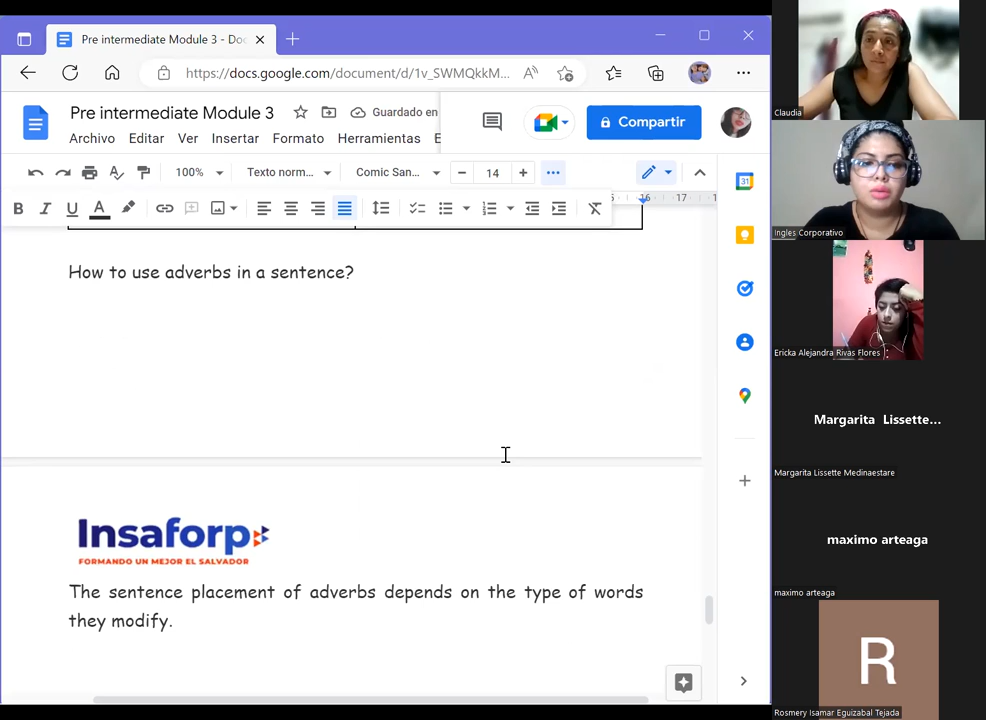 Pre intermediate Module 3 - Doc
https://docs.google.com/document/d/1v_SWMQkkM...
Pre intermediate Module 3
Guardado en
Archivo Editar Ver Insertar Formato Herramientas E
Compartir
100% Texto norm... Comic San... 14
B I U A
16 17 1
How to use adverbs in a sentence?
Insaforp
FORMANDO UN MEJOR EL SALVADOR
The sentence placement of adverbs depends on the type of words
they modify.
Claudia
Ingles Corporativo
Ericka Alejandra Rivas Flores
Margarita Lissette...
Margarita Lissette Medinaestare
maximo arteaga
maximo arteaga
R
Rosmery Isamar Eguizabal Tejada